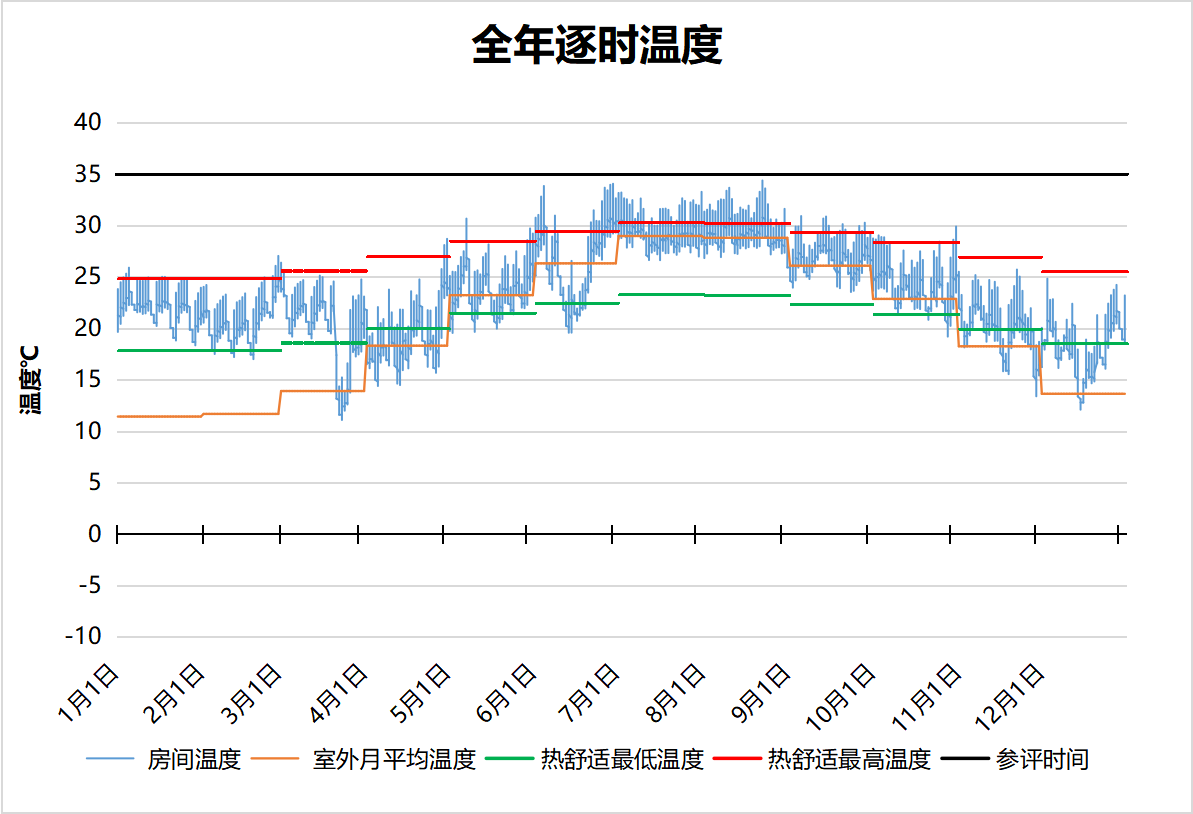 全年逐时温度
40
35
30
25
20
15
10
5
0
-5
-10
温度℃
1月1日
2月1日
3月1日
4月1日
5月1日
6月1日
7月1日
8月1日
9月1日
10月1日
11月1日
12月1日
房间温度 室外月平均温度 热舒适最低温度 热舒适最高温度 参评时间